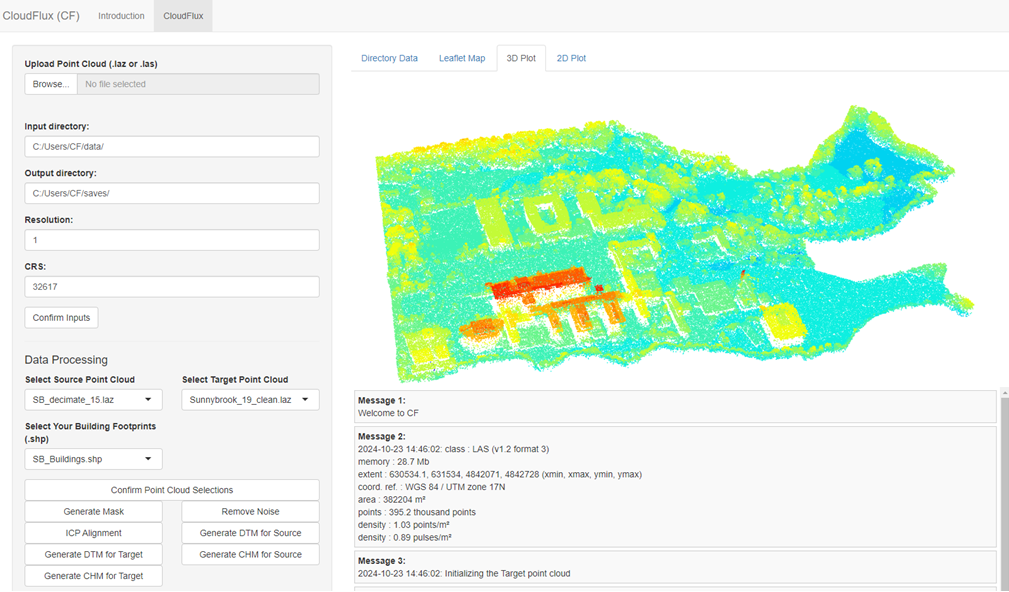 CloudFlux (CF) Introduction CloudFlux
Upload Point Cloud (.laz or .las)
Browse... No file selected
Input directory:
C:/Users/CF/data/
Output directory:
C:/Users/CF/saves/
Resolution:
1
CRS:
32617
Confirm Inputs
Data Processing
Select Source Point Cloud
SB_decimate_15.laz
Select Target Point Cloud
Sunnybrook_19_clean.laz
Select Your Building Footprints
(.shp)
SB_Buildings.shp
Confirm Point Cloud Selections
Generate Mask
Remove Noise
ICP Alignment
Generate DTM for Source
Generate DTM for Target
Generate CHM for Source
Generate CHM for Target
Directory Data Leaflet Map 3D Plot 2D Plot
Message 1:
Welcome to CF
Message 2:
2024-10-23 14:46:02: class : LAS (v1.2 format 3)
memory : 28.7 Mb
extent : 630534.1, 631534, 4842071, 4842728 (xmin, xmax, ymin, ymax)
coord. ref. : WGS 84 / UTM zone 17N
area : 382204 m²
points : 395.2 thousand points
density : 1.03 points/m²
density : 0.89 pulses/m²
Message 3:
2024-10-23 14:46:02: Initializing the Target point cloud